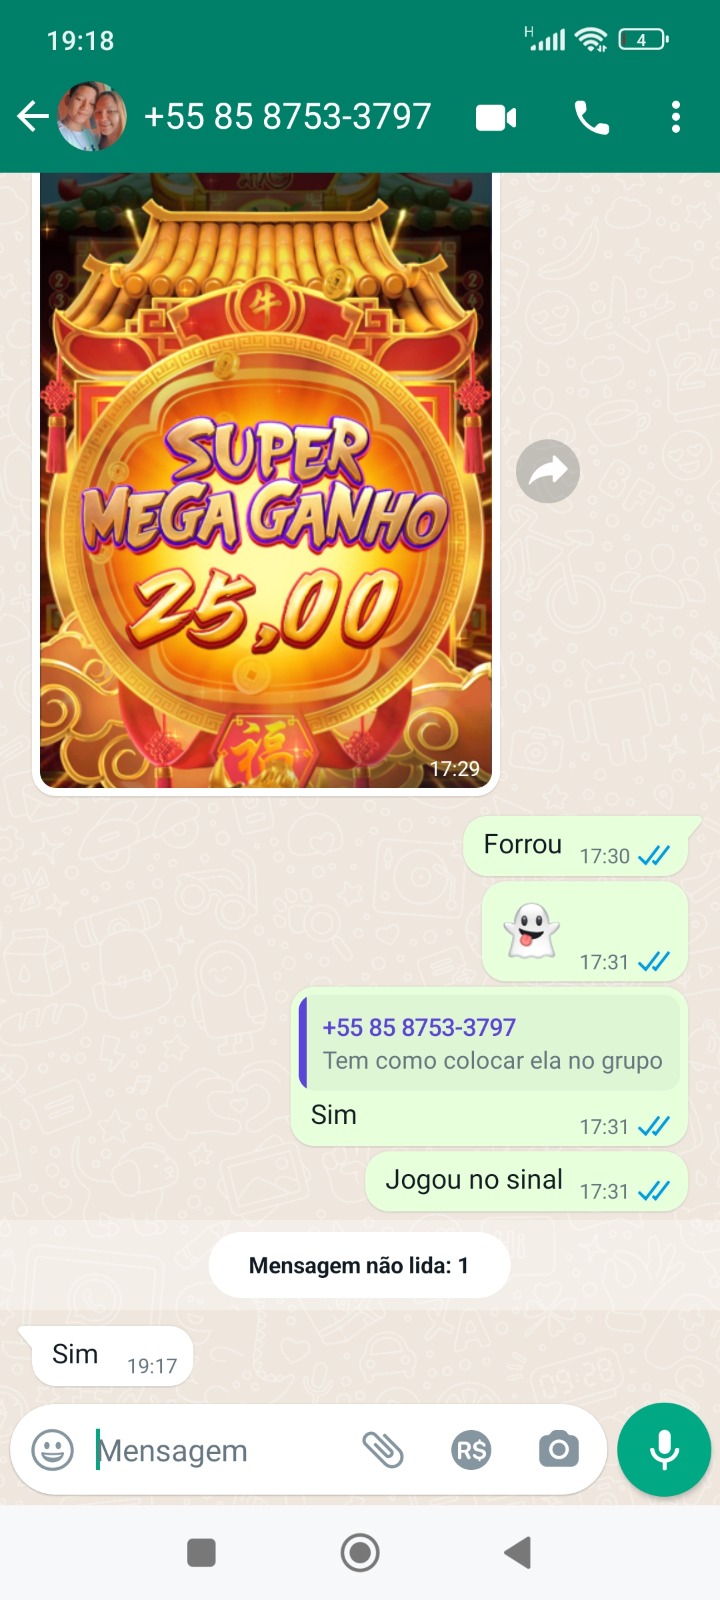 19:18
H
4
+55 85 8753-3797
牛
SUPER
MEGA GANHO
25,00
福
17:29
Forrou 17:30
17:31
+55 85 8753-3797
Tem como colocar ela no grupo
Sim 17:31
Jogou no sinal 17:31
Mensagem não lida: 1
Sim 19:17
Mensagem
R$